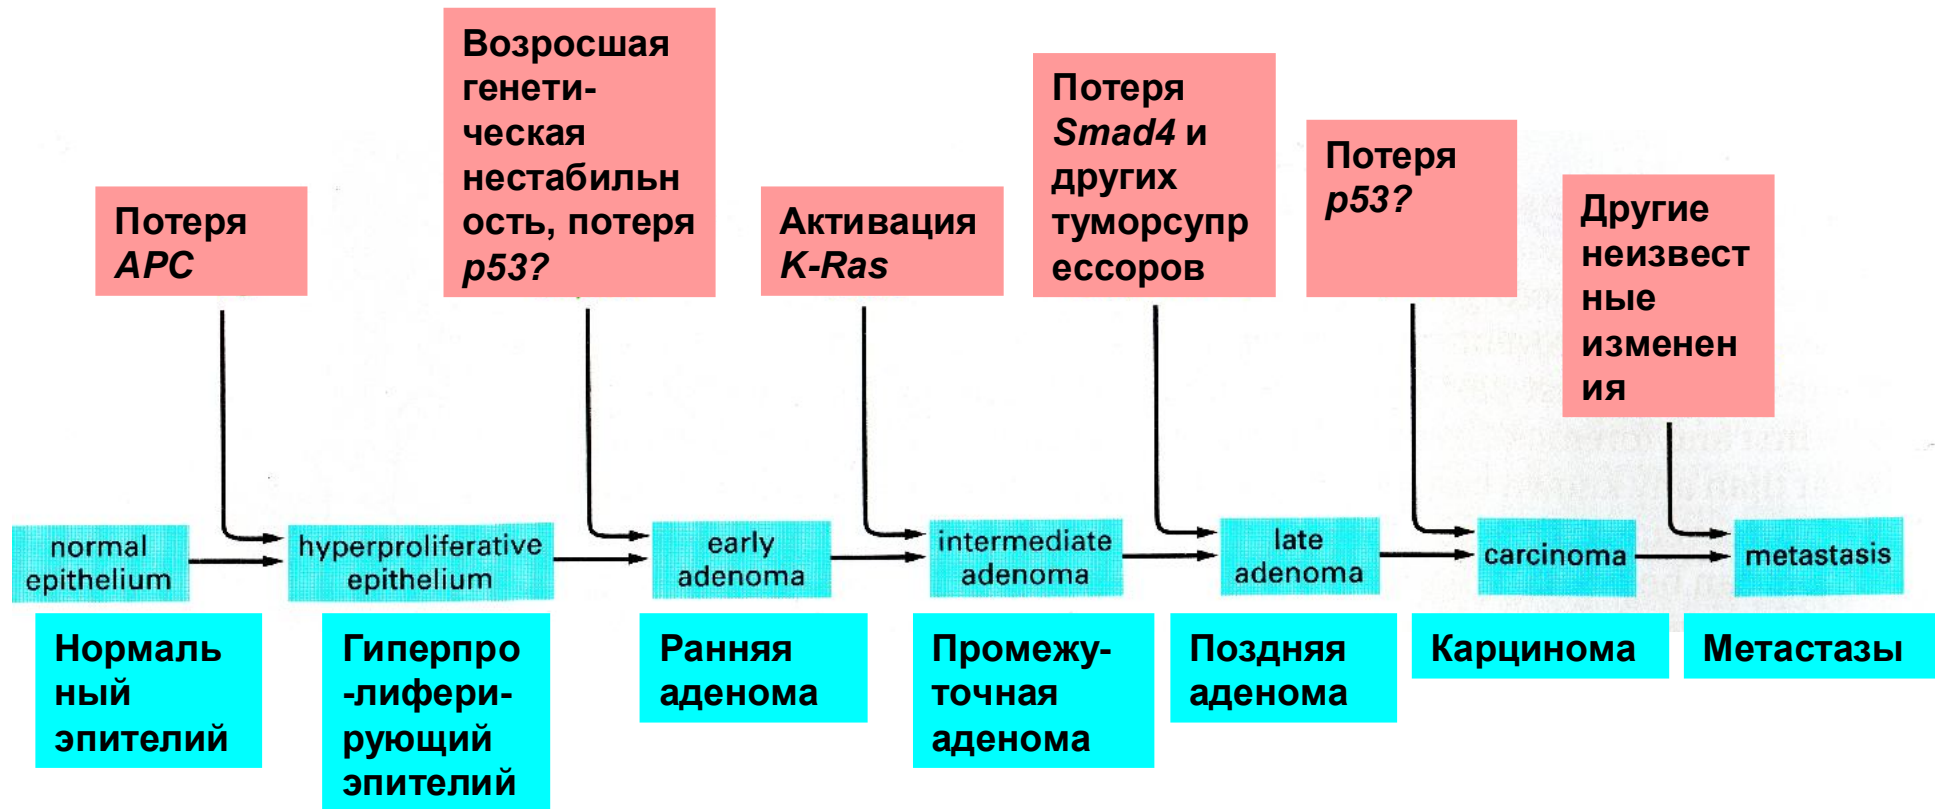 Потеря
APC
Возросшая
генети-
ческая
нестабильн
ость, потеря
p53?
Активация
K-Ras
Потеря
Smad4 и
других
туморсупр
ессоров
Потеря
p53?
Другие
неизвест
ные
изменен
ия
normal
epithelium
hyperproliferative
epithelium
early
adenoma
intermediate
adenoma
late
adenoma
carcinoma
metastasis
Нормаль
ный
эпителий
Гиперпро
-лифери-
рующий
эпителий
Ранняя
аденома
Промежу-
точная
аденома
Поздняя
аденома
Карцинома
Метастазы